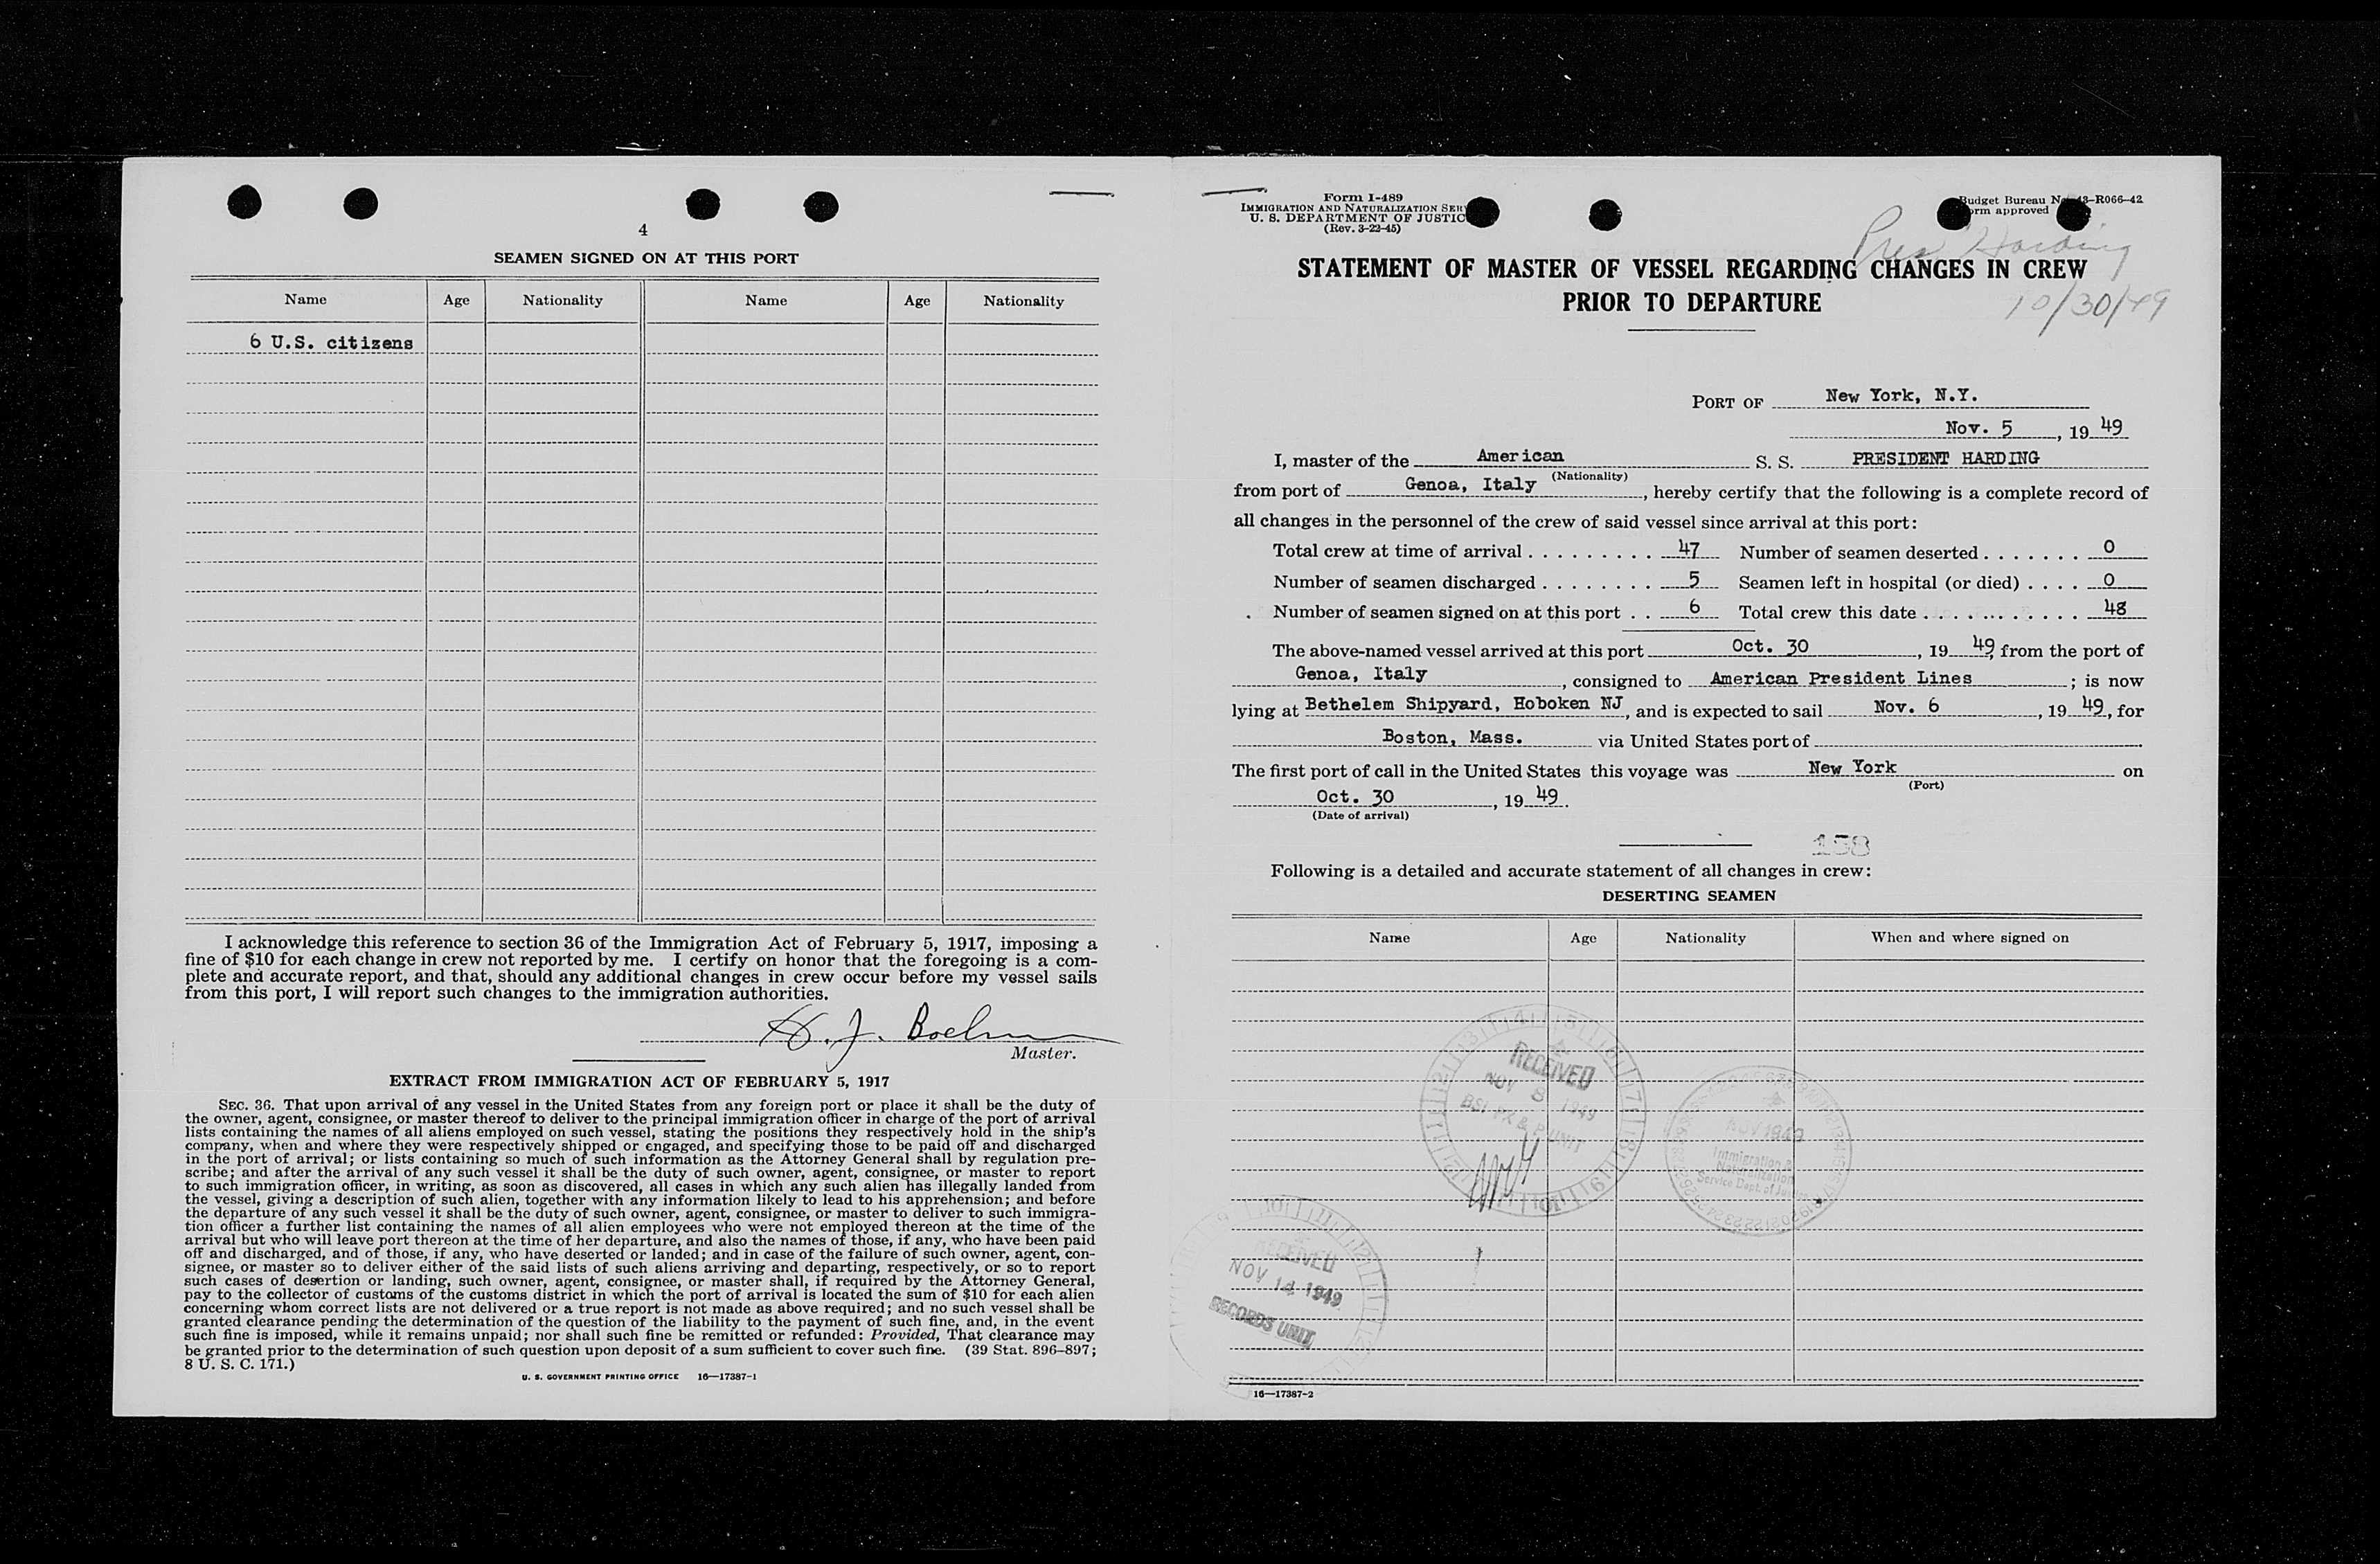 4
SEAMEN SIGNED ON AT THIS PORT
Name Age Nationality Name Age Nationality
6 U.S. citizens
I acknowledge this reference to section 36 of the Immigration Act of February 5, 1917, imposing a
fine of $10 for each change in crew not reported by me. I certify on honor that the foregoing is a com-
plete and accurate report, and that, should any additional changes in crew occur before my vessel sails
from this port, I will report such changes to the immigration authorities.
H. J. Boelm
Master.
EXTRACT FROM IMMIGRATION ACT OF FEBRUARY 5, 1917
SEC. 36. That upon arrival of any vessel in the United States from any foreign port or place it shall be the duty of
the owner, agent, consignee, or master thereof to deliver to the principal immigration officer in charge of the port of arrival
lists containing the names of all aliens employed on such vessel, stating the positions they respectively hold in the ship's
company, when and where they were respectively shipped or engaged, and specifying those to be paid off and discharged
in the port of arrival; or lists containing so much of such information as the Attorney General shall by regulation pre-
scribe; and after the arrival of any such vessel it shall be the duty of such owner, agent, consignee, or master to report
to such immigration officer, in writing, as soon as discovered, all cases in which any such alien has illegally landed from
the vessel, giving a description of such alien, together with any information likely to lead to his apprehension; and before
the departure of any such vessel it shall be the duty of such owner, agent, consignee, or master to deliver to such immigra-
tion officer a further list containing the names of all alien employees who were not employed thereon at the time of the
arrival but who will leave port thereon at the time of her departure, and also the names of those, if any, who have been paid
off and discharged, and of those, if any, who have deserted or landed; and in case of the failure of such owner, agent, con-
signee, or master so to deliver either of the said lists of such aliens arriving and departing, respectively, or so to report
such cases of desertion or landing, such owner, agent, consignee, or master shall, if required by the Attorney General,
pay to the collector of customs of the customs district in which the port of arrival is located the sum of $10 for each alien
concerning whom correct lists are not delivered or a true report is not made as above required; and no such vessel shall be
granted clearance pending the determination of the question of the liability to the payment of such fine, and, in the event
such fine is imposed, while it remains unpaid; nor shall such fine be remitted or refunded: Provided, That clearance may
be granted prior to the determination of such question upon deposit of a sum sufficient to cover such fine. (39 Stat. 896–897;
8 U. S. C. 171.)
U. S. GOVERNMENT PRINTING OFFICE 16—17387-1
Form I-489
IMMIGRATION AND NATURALIZATION SER
U. S. DEPARTMENT OF JUSTIC
(Rev. 3-22-45)
Budget Bureau No. 43-R066-42
orm approved
Pres Harding
10/30/49
STATEMENT OF MASTER OF VESSEL REGARDING CHANGES IN CREW
PRIOR TO DEPARTURE
PORT OF New York, N.Y.
Nov. 5, 19 49
I, master of the American S. S. PRESIDENT HARDING
(Nationality)
from port of Genoa, Italy, hereby certify that the following is a complete record of
all changes in the personnel of the crew of said vessel since arrival at this port:
Total crew at time of arrival 47 Number of seamen deserted 0
Number of seamen discharged 5 Seamen left in hospital (or died) 0
Number of seamen signed on at this port 6 Total crew this date 48
The above-named vessel arrived at this port Oct. 30, 19 49, from the port of
Genoa, Italy, consigned to American President Lines; is now
lying at Bethelem Shipyard, Hoboken NJ, and is expected to sail Nov. 6, 19 49, for
Boston, Mass. via United States port of
The first port of call in the United States this voyage was New York on
(Port)
Oct. 30, 19 49.
(Date of arrival)
158
Following is a detailed and accurate statement of all changes in crew:
DESERTING SEAMEN
Name Age Nationality When and where signed on
RECEIVED
NOV 8 1949
NOV 1949
Immigration &
Naturalization
Service Dept. of Justice
RECEIVED
NOV 14 1949
RECORDS UNIT
16—17387-2